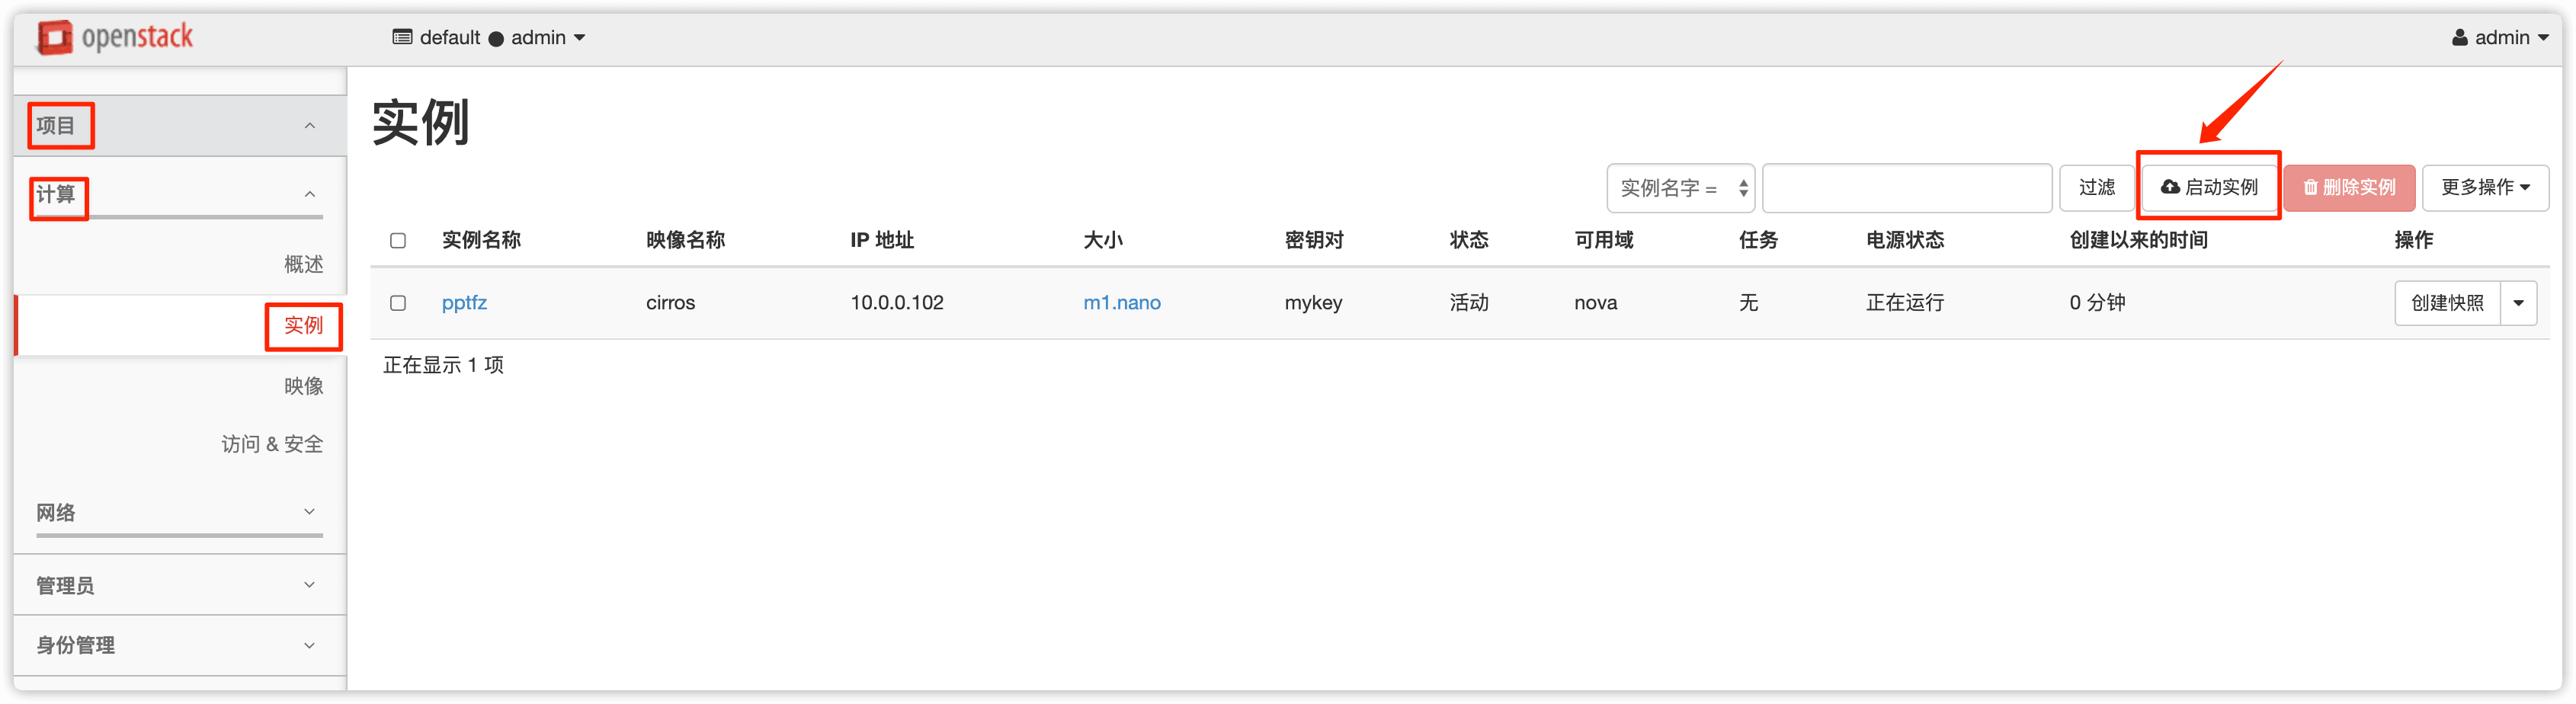 openstack
default ● admin
admin
项目
计算
概述
实例
映像
访问 & 安全
网络
管理员
身份管理
实例
实例名字 =
过滤
启动实例
删除实例
更多操作
实例名称 映像名称 IP 地址 大小 密钥对 状态 可用域 任务 电源状态 创建以来的时间 操作
pptfz cirros 10.0.0.102 m1.nano mykey 活动 nova 无 正在运行 0 分钟 创建快照
正在显示 1 项